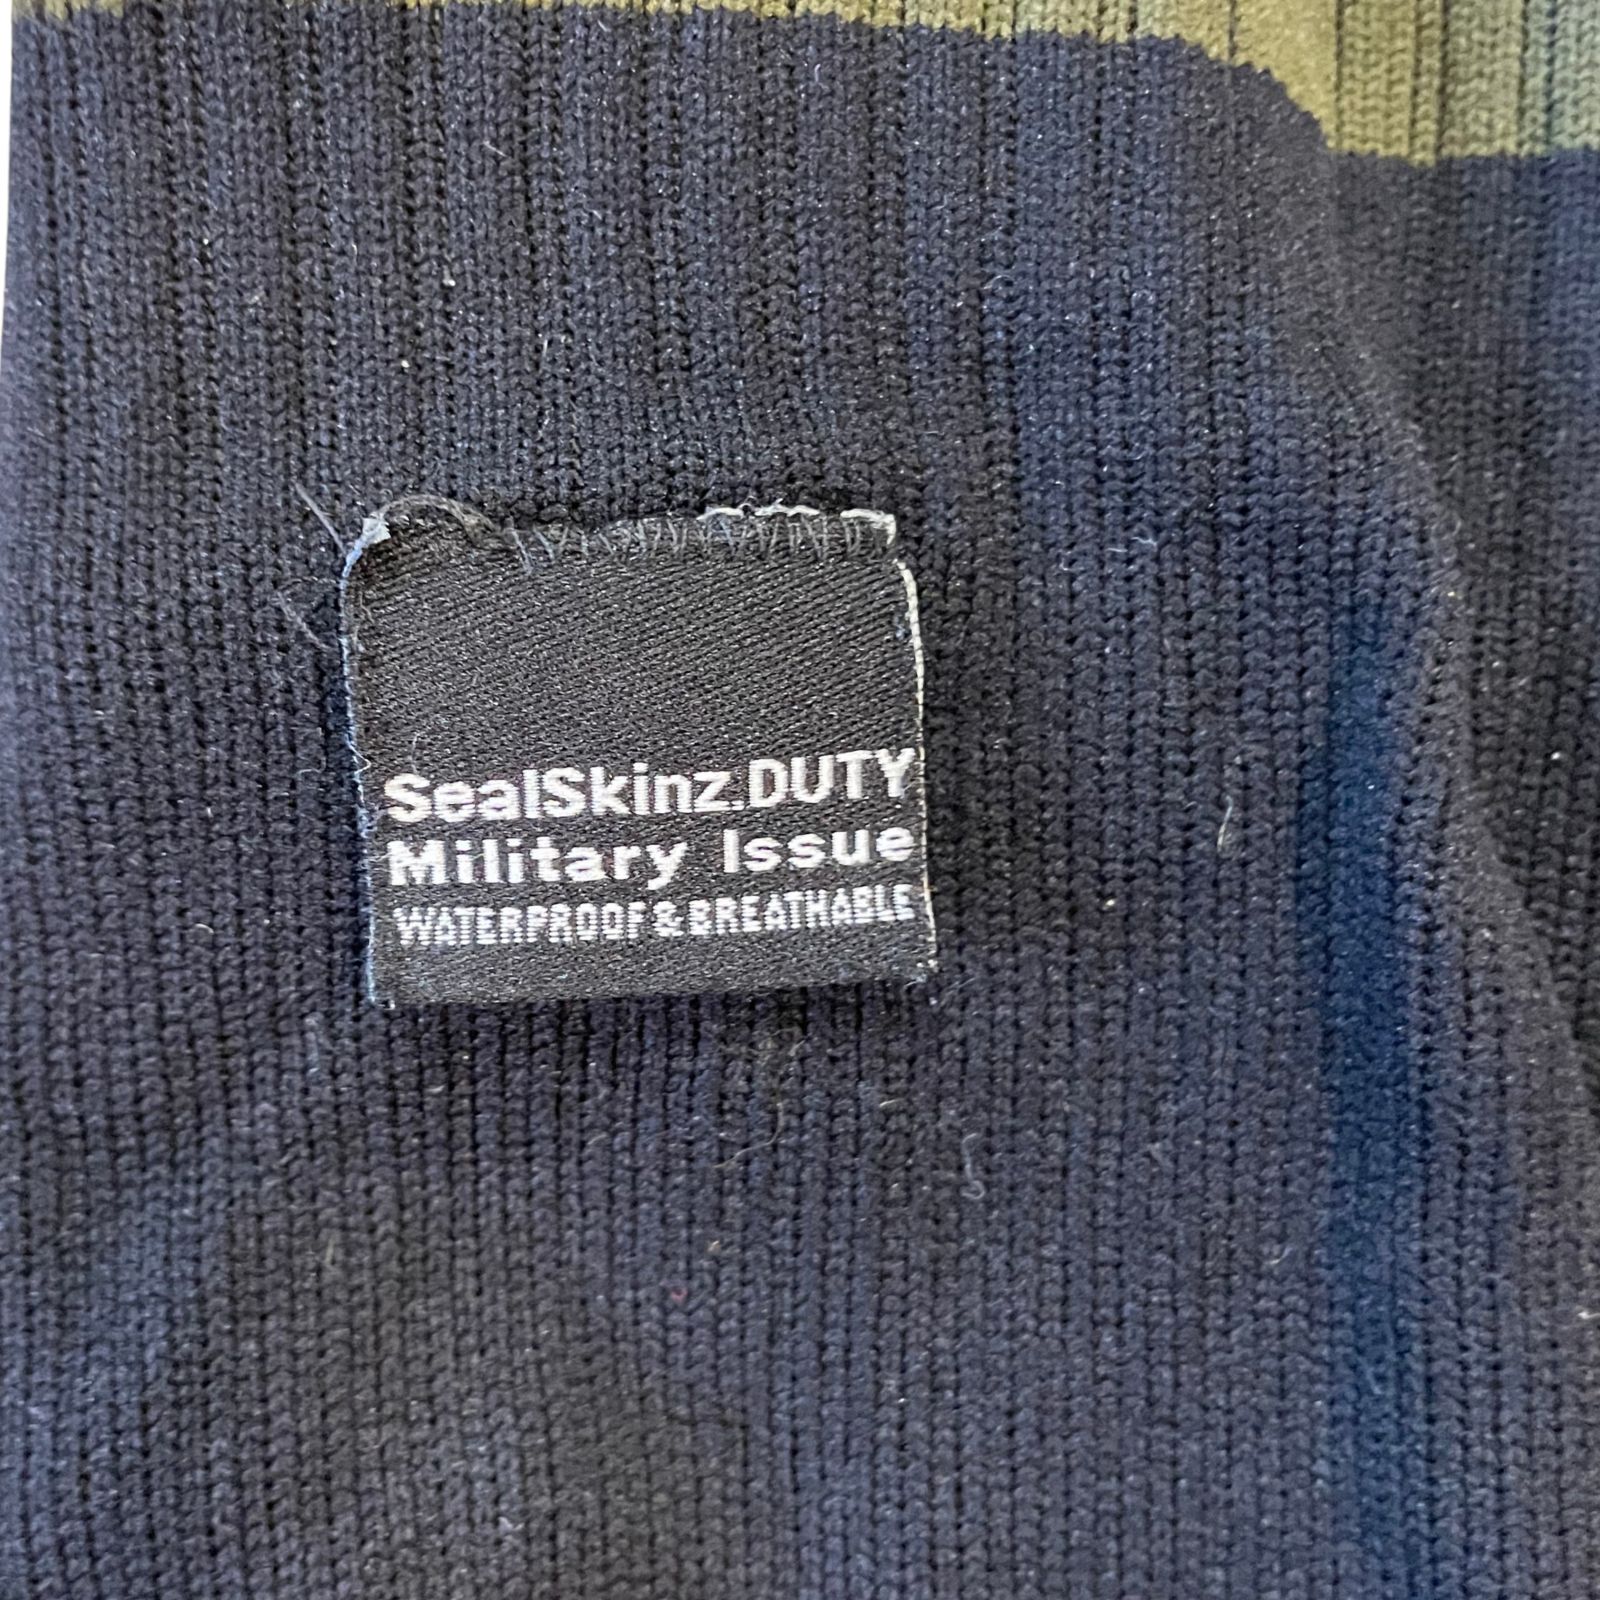 SealSkinz.DUTY
Military Issue
WATERPROOF & BREATHABLE